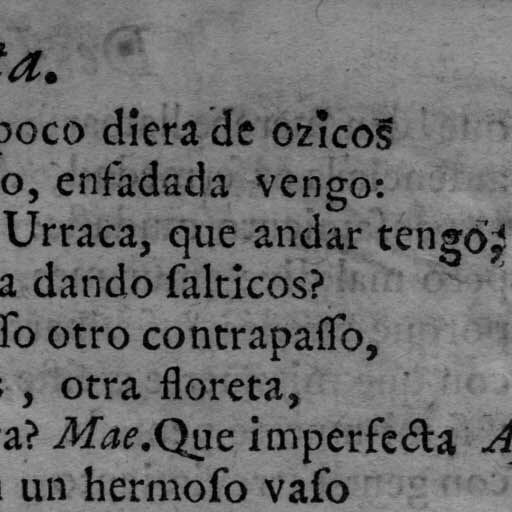 ta.
poco diera de ozicos
o, enfadada vengo:
Urraca, que andar tengo,
a dando ſalticos?
ſſo otro contrapaſſo,
, otra floreta,
a? Mae. Que imperfecta A
un hermoſo vaſo